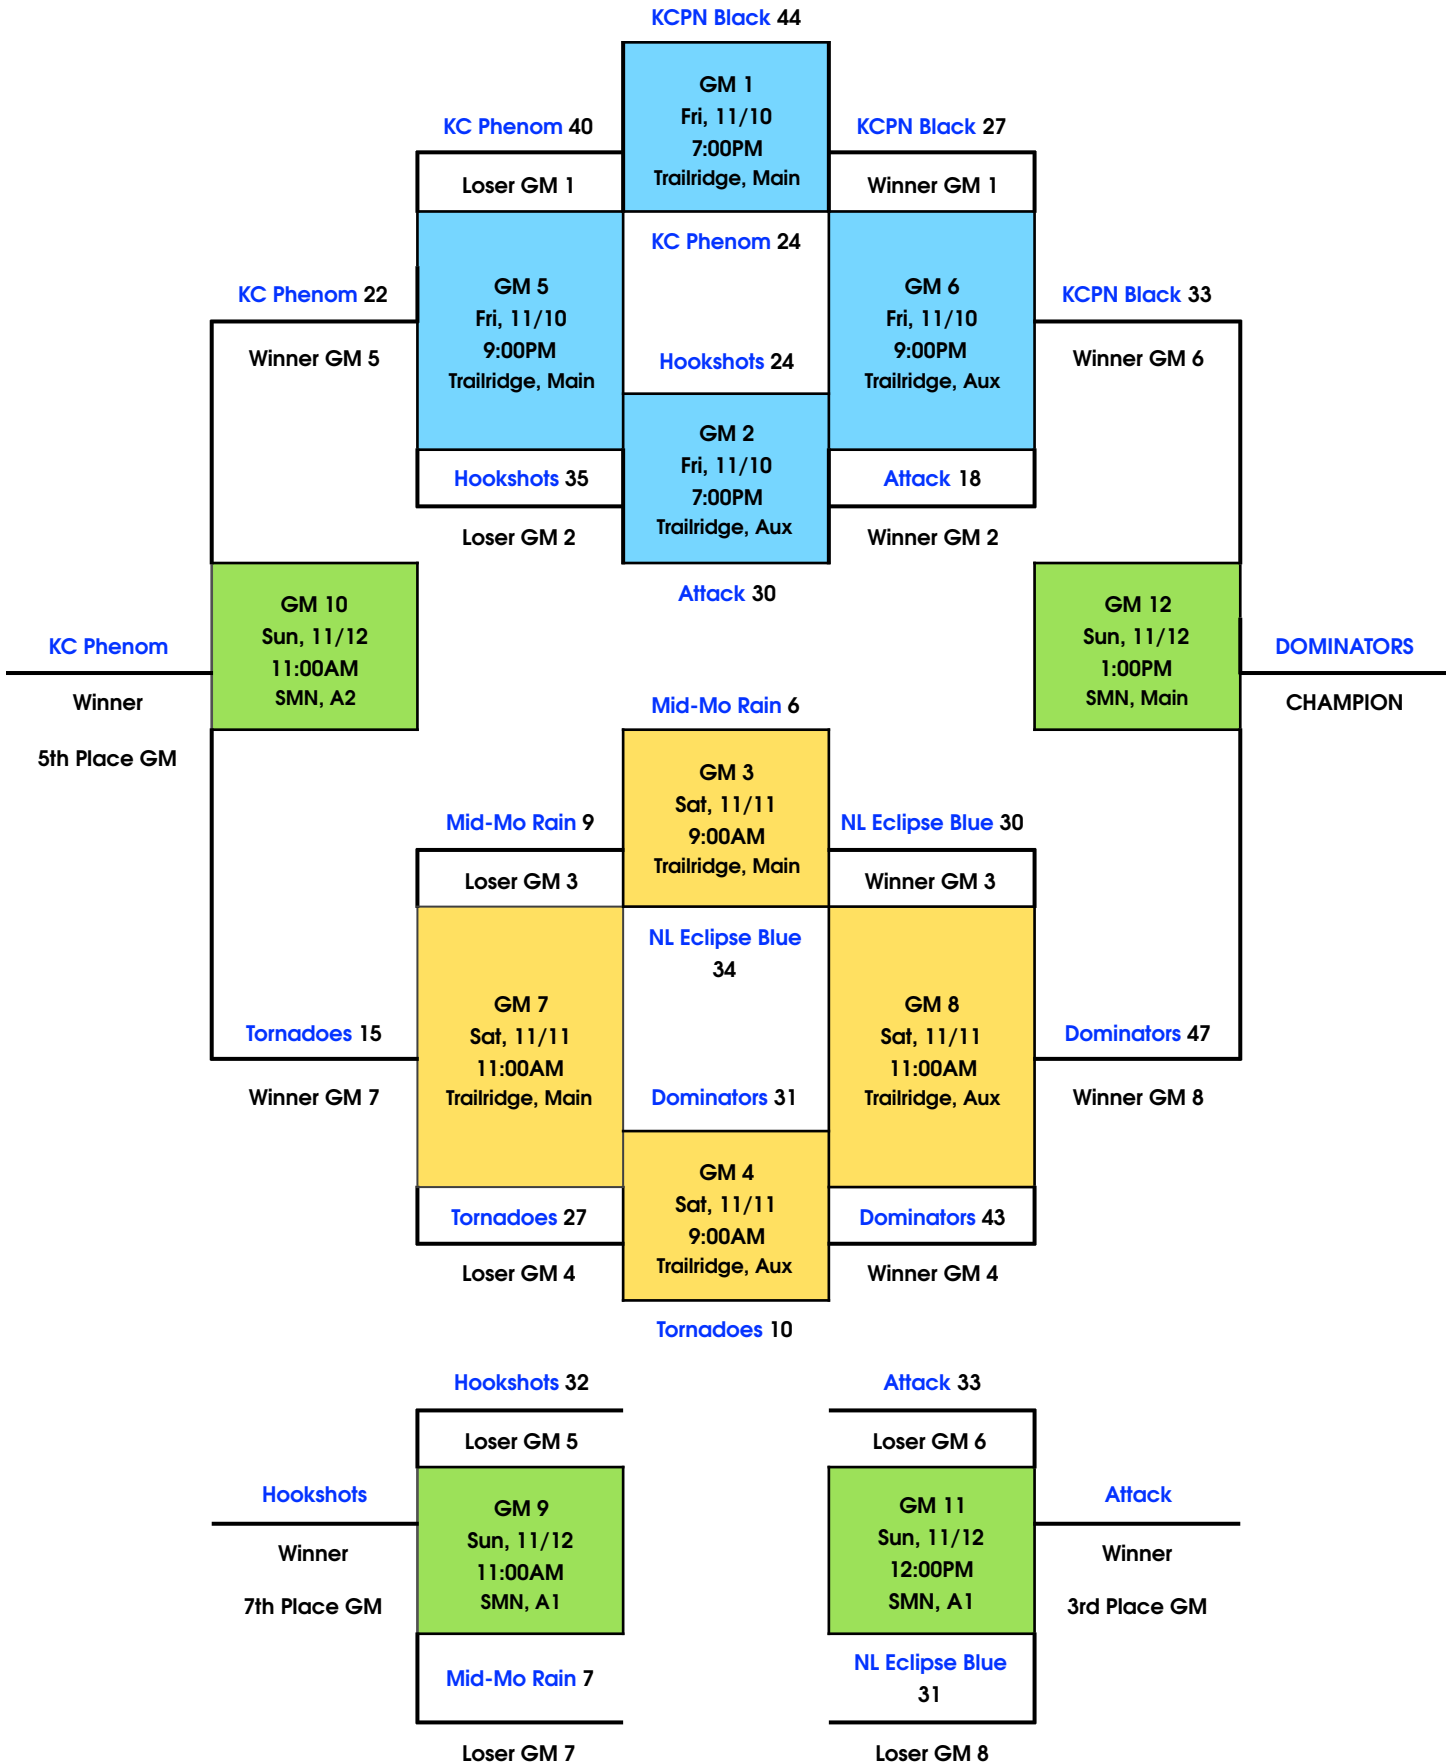 KCPN Black 44
GM 1
Fri, 11/10
7:00PM
Trailridge, Main
KC Phenom 40
Loser GM 1
KCPN Black 27
Winner GM 1
KC Phenom 24
GM 5
Fri, 11/10
9:00PM
Trailridge, Main
GM 6
Fri, 11/10
9:00PM
Trailridge, Aux
KC Phenom 22
Winner GM 5
KCPN Black 33
Winner GM 6
Hookshots 24
GM 2
Fri, 11/10
7:00PM
Trailridge, Aux
Hookshots 35
Loser GM 2
Attack 18
Winner GM 2
Attack 30
GM 10
Sun, 11/12
11:00AM
SMN, A2
GM 12
Sun, 11/12
1:00PM
SMN, Main
KC Phenom
Winner
5th Place GM
DOMINATORS
CHAMPION
Mid-Mo Rain 6
GM 3
Sat, 11/11
9:00AM
Trailridge, Main
Mid-Mo Rain 9
Loser GM 3
NL Eclipse Blue 30
Winner GM 3
NL Eclipse Blue
34
GM 7
Sat, 11/11
11:00AM
Trailridge, Main
GM 8
Sat, 11/11
11:00AM
Trailridge, Aux
Tornadoes 15
Winner GM 7
Dominators 47
Winner GM 8
Dominators 31
GM 4
Sat, 11/11
9:00AM
Trailridge, Aux
Tornadoes 27
Loser GM 4
Dominators 43
Winner GM 4
Tornadoes 10
Hookshots 32
Loser GM 5
Attack 33
Loser GM 6
Hookshots
Winner
7th Place GM
GM 9
Sun, 11/12
11:00AM
SMN, A1
GM 11
Sun, 11/12
12:00PM
SMN, A1
Attack
Winner
3rd Place GM
Mid-Mo Rain 7
Loser GM 7
NL Eclipse Blue
31
Loser GM 8